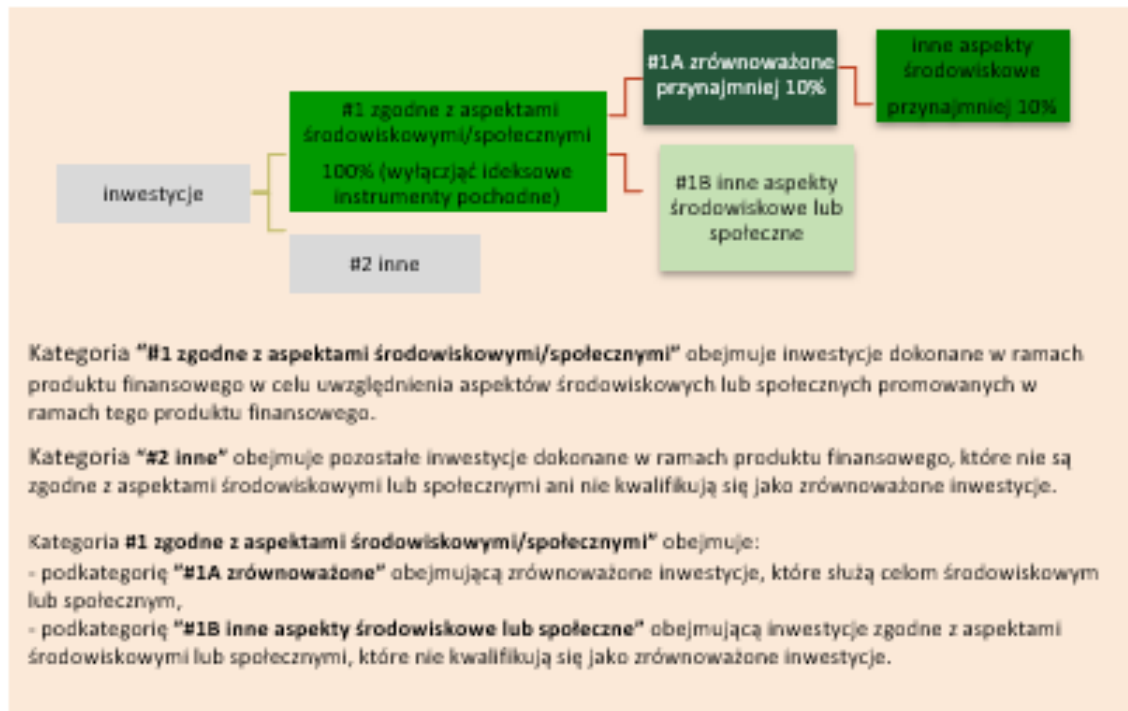 inwestycje
#1 zgodne z aspektami
środowiskowymi/społecznymi
100% (wyłącźjąć ideksowe
instrumenty pochodne)
#2 inne
#1A zrównoważone
przynajmniej 10%
inne aspekty
środowiskowe
przynajmniej 10%
#1B inne aspekty
środowiskowe lub
społeczne
Kategoria "#1 zgodne z aspektami środowiskowymi/społecznymi" obejmuje inwestycje dokonane w ramach
produktu finansowego w celu uwzględnienia aspektów środowiskowych lub społecznych promowanych w
ramach tego produktu finansowego.
Kategoria "#2 inne" obejmuje pozostałe inwestycje dokonane w ramach produktu finansowego, które nie są
zgodne z aspektami środowiskowymi lub społecznymi ani nie kwalifikują się jako zrównoważone inwestycje.
Kategoria #1 zgodne z aspektami środowiskowymi/społecznymi" obejmuje:
- podkategorię "#1A zrównoważone" obejmującą zrównoważone inwestycje, które służą celom środowiskowym
lub społecznym,
- podkategorię "#1B inne aspekty środowiskowe lub społeczne" obejmującą inwestycje zgodne z aspektami
środowiskowymi lub społecznymi, które nie kwalifikują się jako zrównoważone inwestycje.